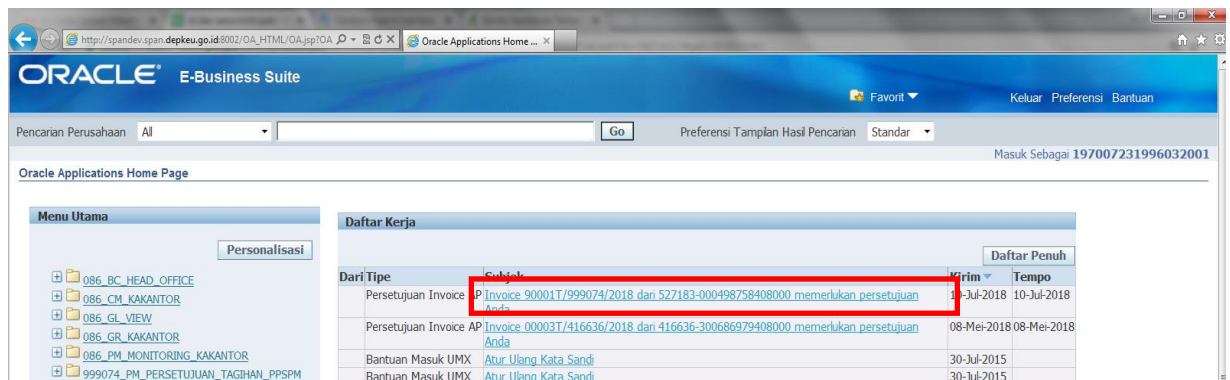 http://spandev.span.depkeu.go.id:8002/OA_HTML/OA.jsp?OA
Oracle Applications Home ...
ORACLE® E-Business Suite
Favorit
Keluar Preferensi Bantuan
Pencarian Perusahaan All Go Preferensi Tampilan Hasil Pencarian Standar
Masuk Sebagai 197007231996032001
Oracle Applications Home Page
Menu Utama
Personalisasi
086_BC_HEAD_OFFICE
086_CM_KAKANTOR
086_GL_VIEW
086_GR_KAKANTOR
086_PM_MONITORING_KAKANTOR
999074_PM_PERSETUJUAN_TAGIHAN_PPSPM
Daftar Kerja
Daftar Penuh
Dari Tipe Subjek Kirim Tempo
Persetujuan Invoice AP Invoice 90001T/999074/2018 dari 527183-000498758408000 memerlukan persetujuan 10-Jul-2018 10-Jul-2018
Anda
Persetujuan Invoice AP Invoice 00003T/416636/2018 dari 416636-300686979408000 memerlukan persetujuan 08-Mei-2018 08-Mei-2018
Anda
Bantuan Masuk UMX Atur Ulang Kata Sandi 30-Jul-2015
Bantuan Masuk UMX Atur Ulang Kata Sandi 30-Jul-2015